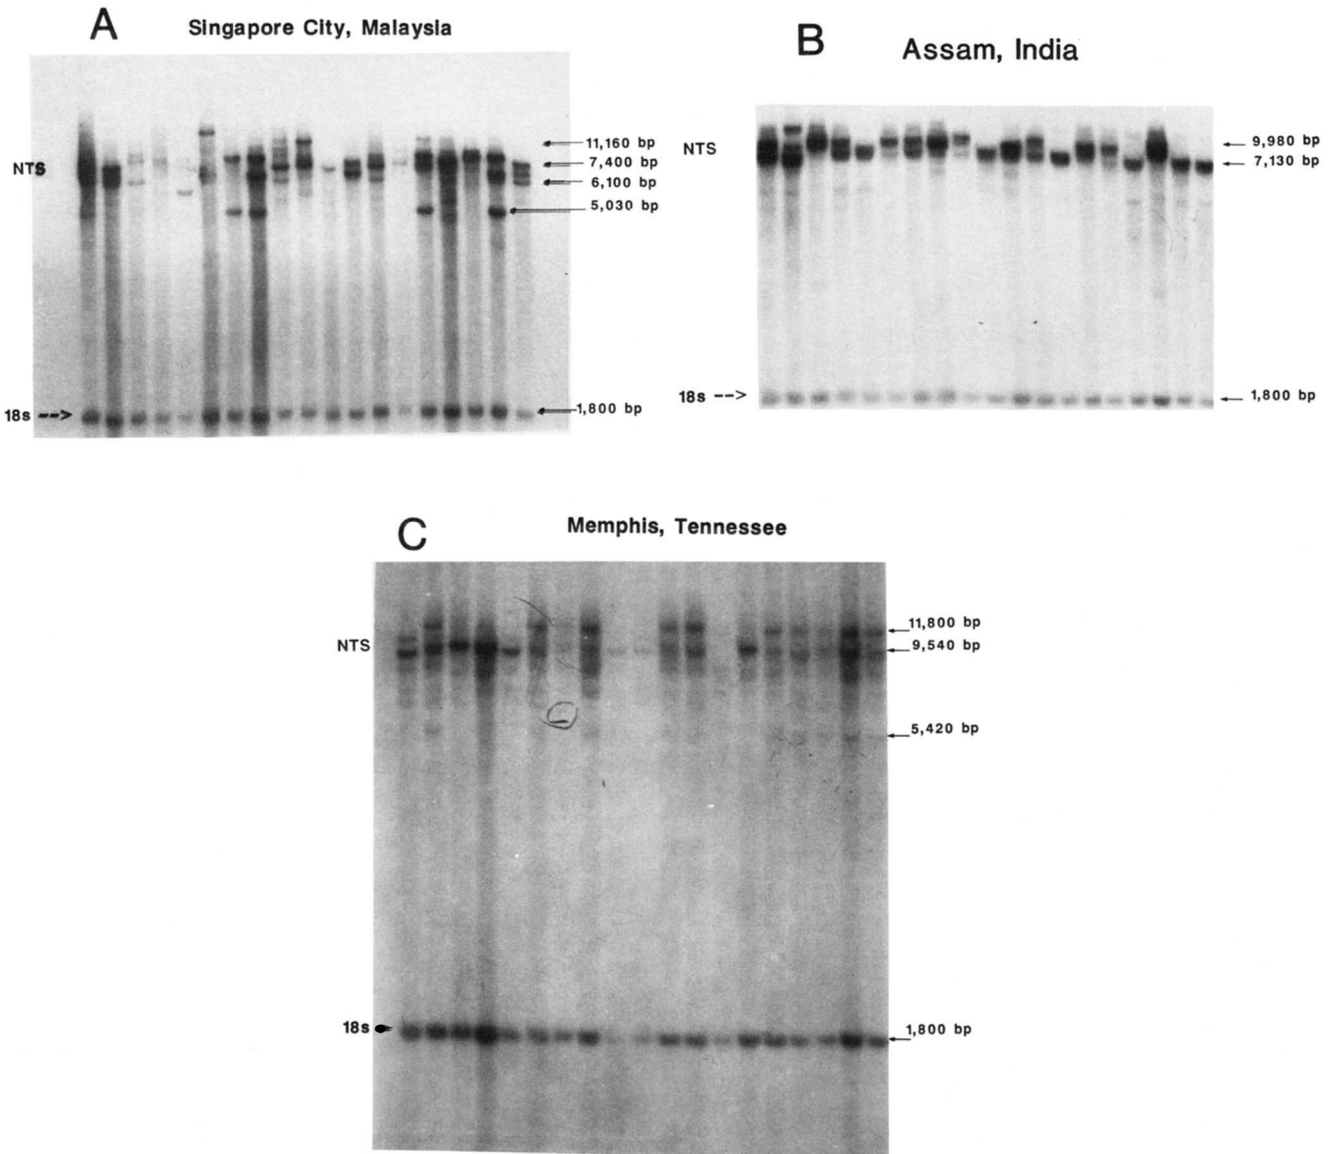 A
Singapore City, Malaysia
NTS
11,160 bp
7,400 bp
6,100 bp
5,030 bp
18s -->
1,800 bp
B
Assam, India
NTS
9,980 bp
7,130 bp
18s -->
1,800 bp
C
Memphis, Tennessee
NTS
11,800 bp
9,540 bp
5,420 bp
18s
1,800 bp